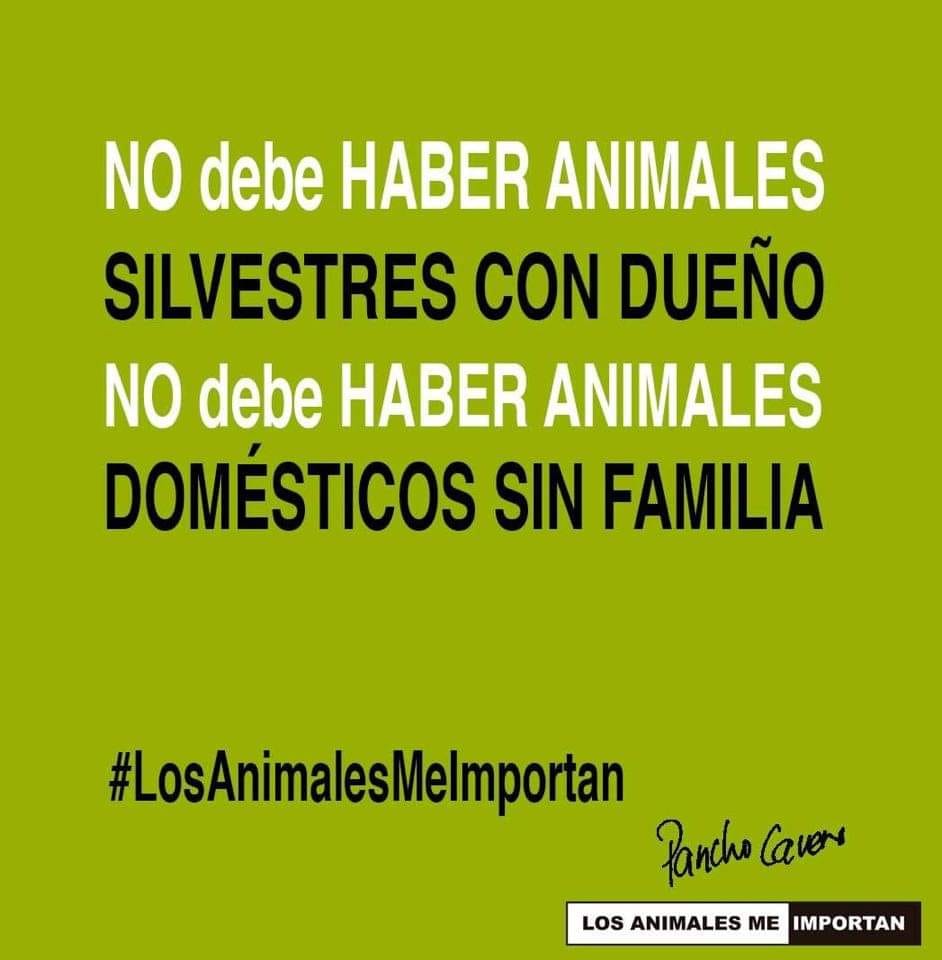 NO debe HABER ANIMALES
SILVESTRES CON DUEÑO
NO debe HABER ANIMALES
DOMÉSTICOS SIN FAMILIA
#LosAnimalesMeImportan
Pancho Cavero
LOS ANIMALES ME IMPORTAN